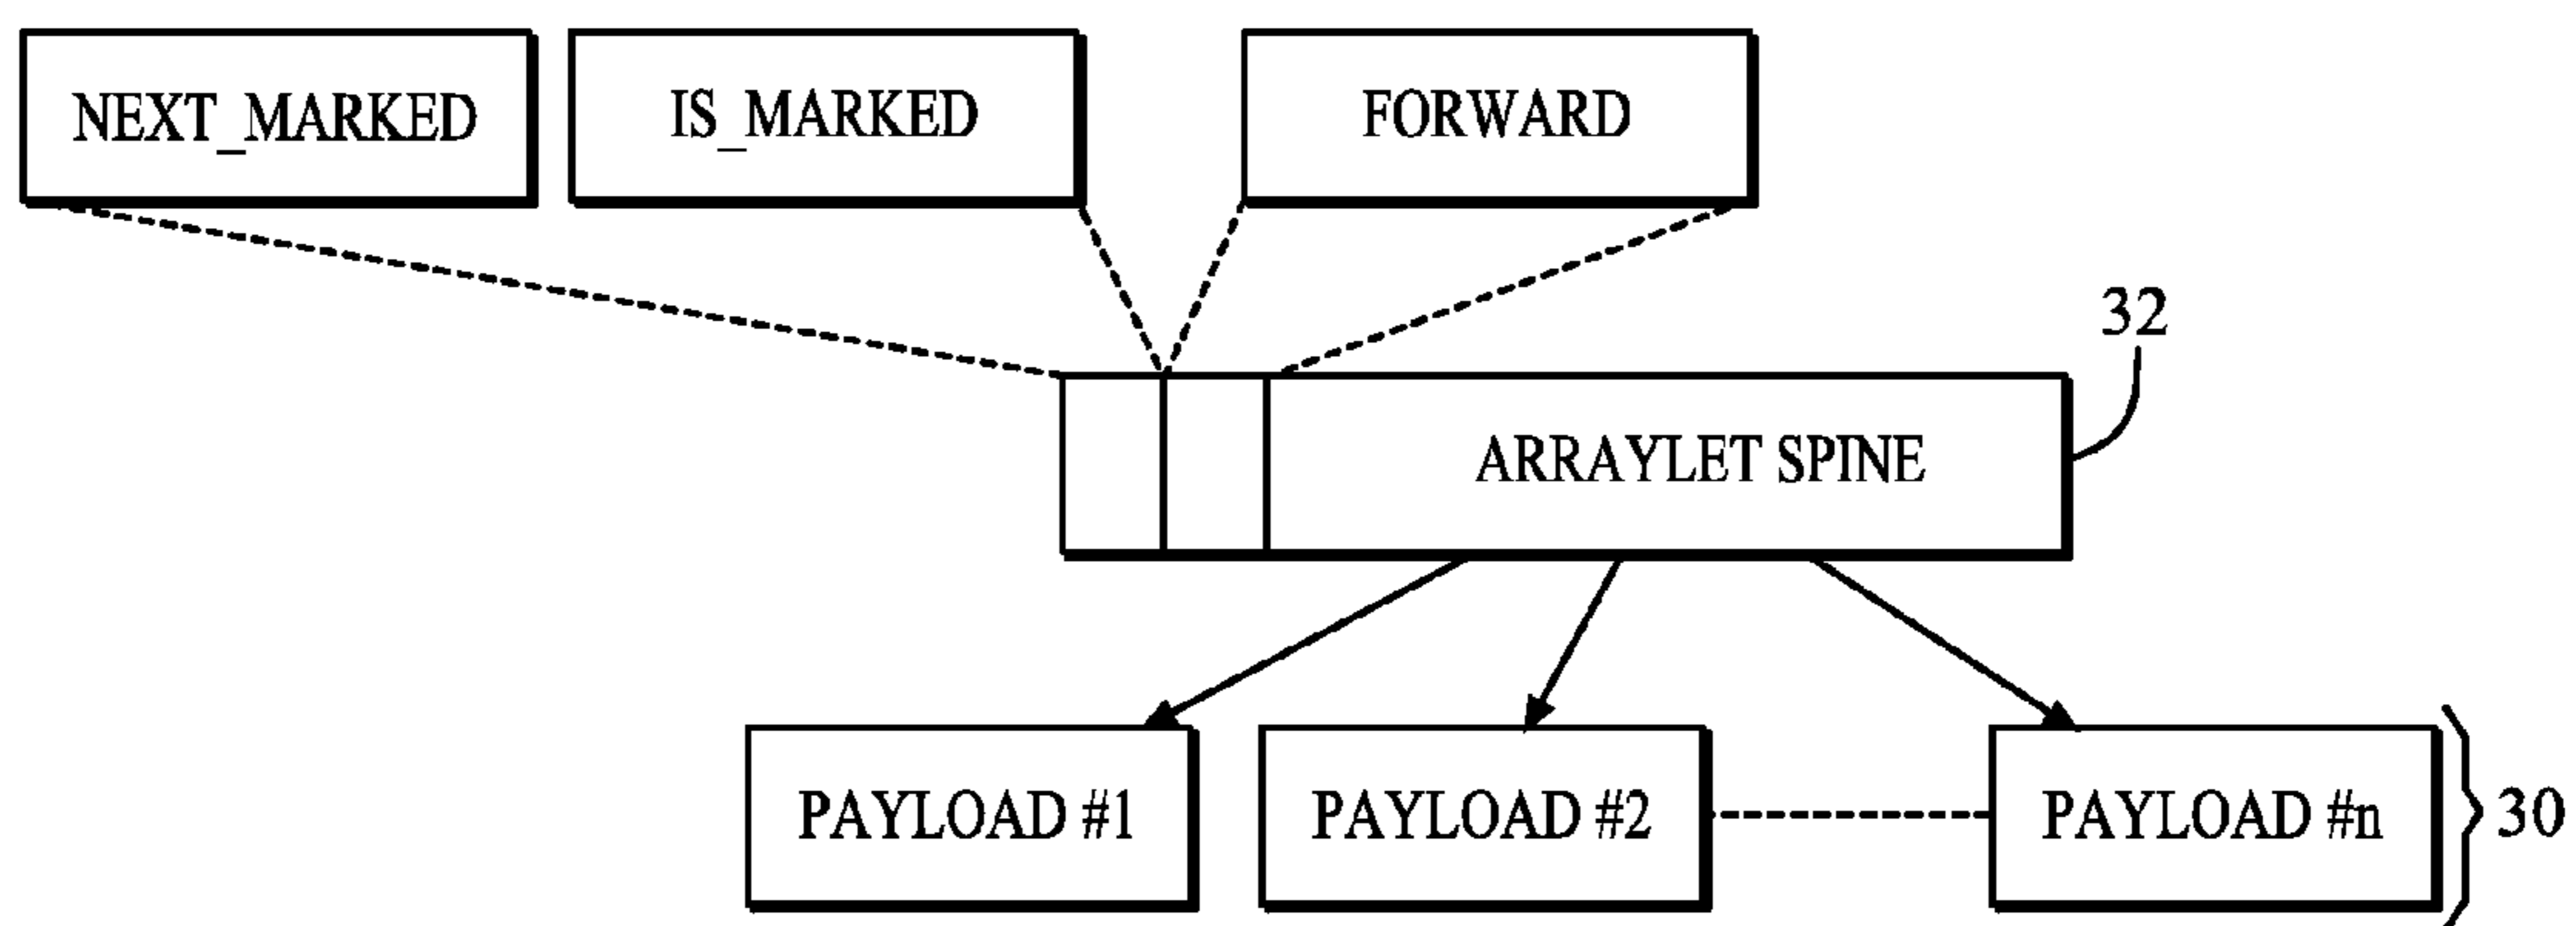 NEXT_MARKED
IS_MARKED
FORWARD
32
ARRAYLET SPINE
PAYLOAD #1
PAYLOAD #2
PAYLOAD #n
30